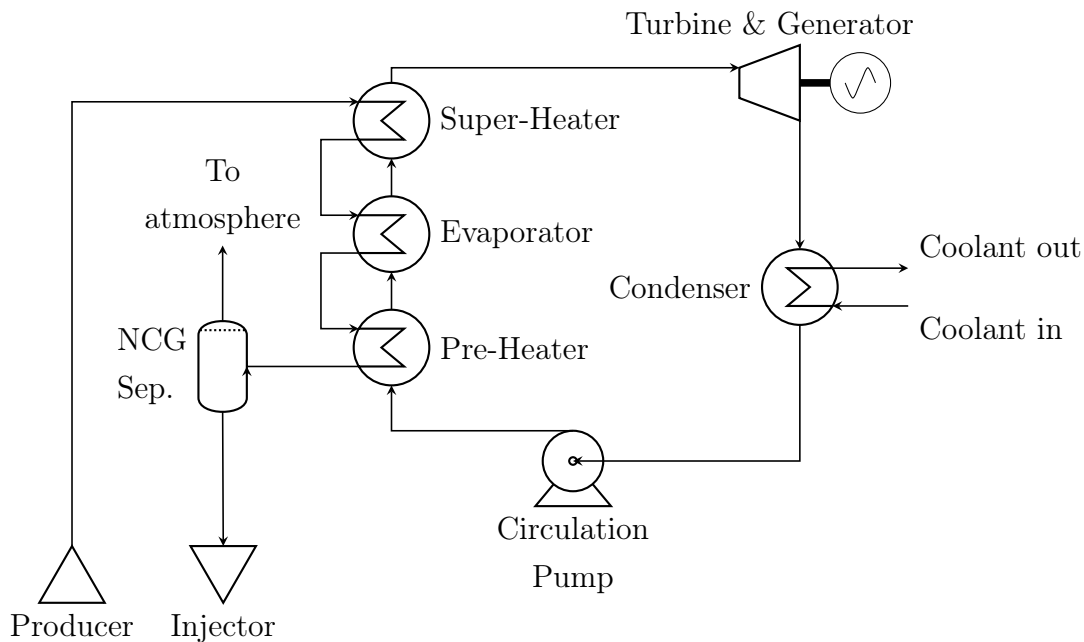 Turbine & Generator
Super-Heater
To
atmosphere
Evaporator
Coolant out
Condenser
Coolant in
NCG
Sep.
Pre-Heater
Circulation
Pump
Producer
Injector